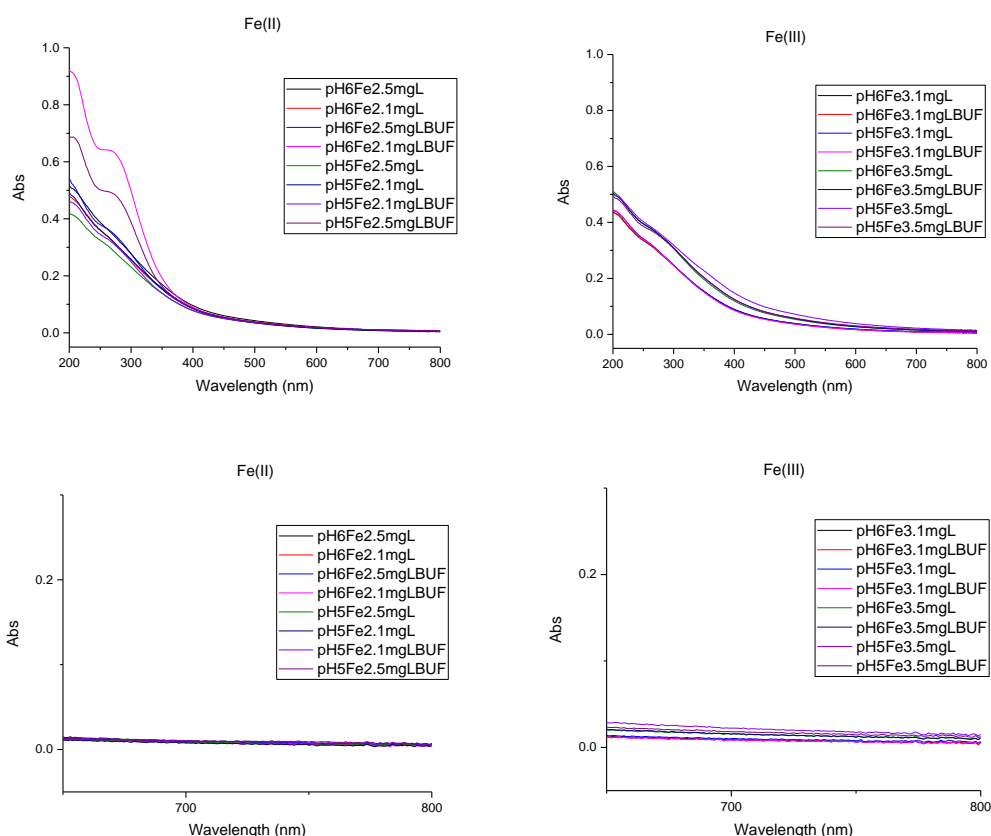 Fe(II)
1.0
0.8
0.6
0.4
0.2
0.0
Abs
200 300 400 500 600 700 800
Wavelength (nm)
pH6Fe2.5mgL
pH6Fe2.1mgL
pH6Fe2.5mgLBUF
pH6Fe2.1mgLBUF
pH5Fe2.5mgL
pH5Fe2.1mgL
pH5Fe2.1mgLBUF
pH5Fe2.5mgLBUF
Fe(III)
1.0
0.8
0.6
0.4
0.2
0.0
Abs
200 300 400 500 600 700 800
Wavelength (nm)
pH6Fe3.1mgL
pH6Fe3.1mgLBUF
pH5Fe3.1mgL
pH5Fe3.1mgLBUF
pH6Fe3.5mgL
pH6Fe3.5mgLBUF
pH5Fe3.5mgL
pH5Fe3.5mgLBUF
Fe(II)
0.2
0.0
Abs
700 800
Wavelength (nm)
pH6Fe2.5mgL
pH6Fe2.1mgL
pH6Fe2.5mgLBUF
pH6Fe2.1mgLBUF
pH5Fe2.5mgL
pH5Fe2.1mgL
pH5Fe2.1mgLBUF
pH5Fe2.5mgLBUF
Fe(III)
0.2
0.0
Abs
700 800
Wavelength (nm)
pH6Fe3.1mgL
pH6Fe3.1mgLBUF
pH5Fe3.1mgL
pH5Fe3.1mgLBUF
pH6Fe3.5mgL
pH6Fe3.5mgLBUF
pH5Fe3.5mgL
pH5Fe3.5mgLBUF